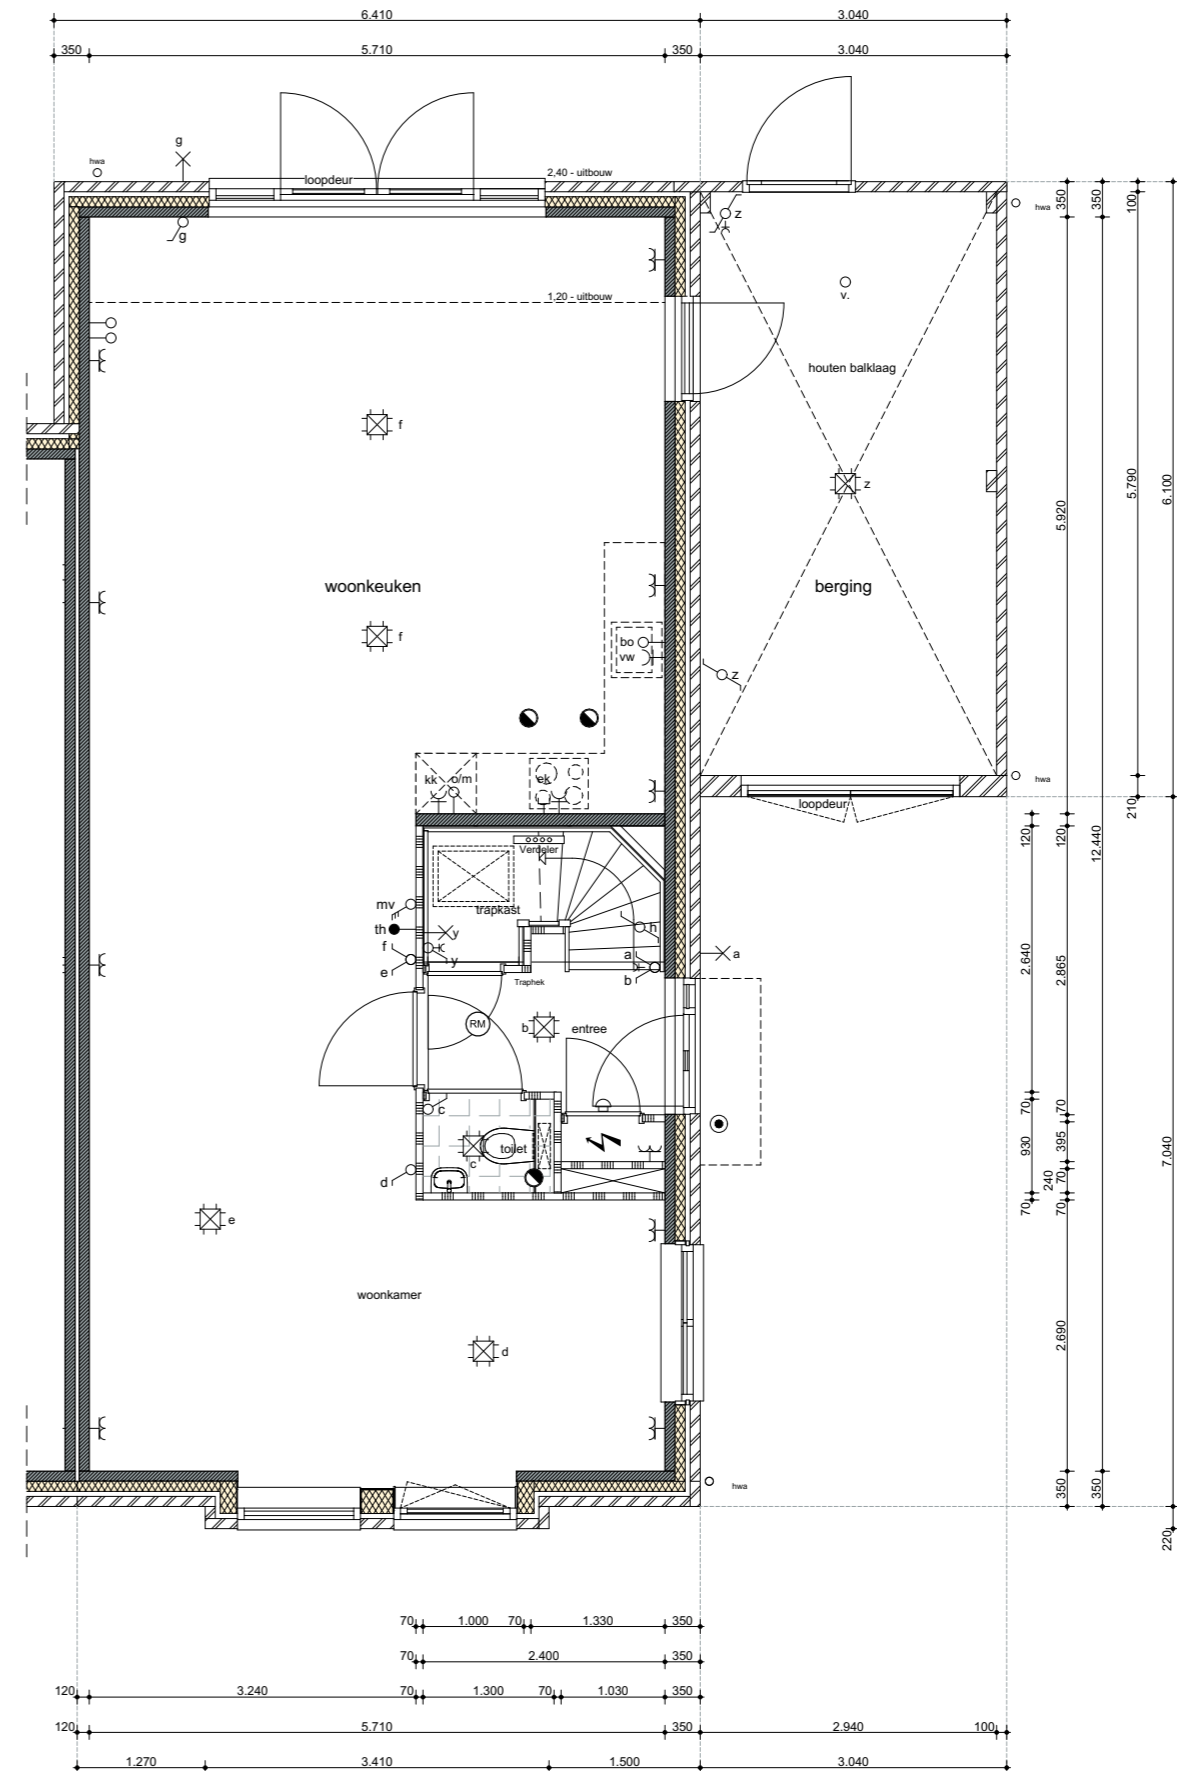 6.410 3.040
350 5.710 350 3.040
g
hwa
loopdeur
2,40 - uitbouw
g
z
hwa
350
350
100
v.
1,20 - uitbouw
houten balklaag
f
z
5.920
5.790
6.100
woonkeuken
berging
f
bo
vw
z
kk o/m
ek
hwa
loopdeur
210
120
120
12.440
Verdeler
trapkast
mv
th
y
h
f
e
y
a
b
a
Traphek
2.640
2.865
RM
b
entree
c
70
70
toilet
c
930
395
7.040
d
240
70
70
70
e
woonkamer
d
2.690
hwa
350
350
220
70 1.000 70 1.330 350
70 2.400 350
120 3.240 70 1.300 70 1.030 350
120 5.710 350 2.940 100
1.270 3.410 1.500 3.040